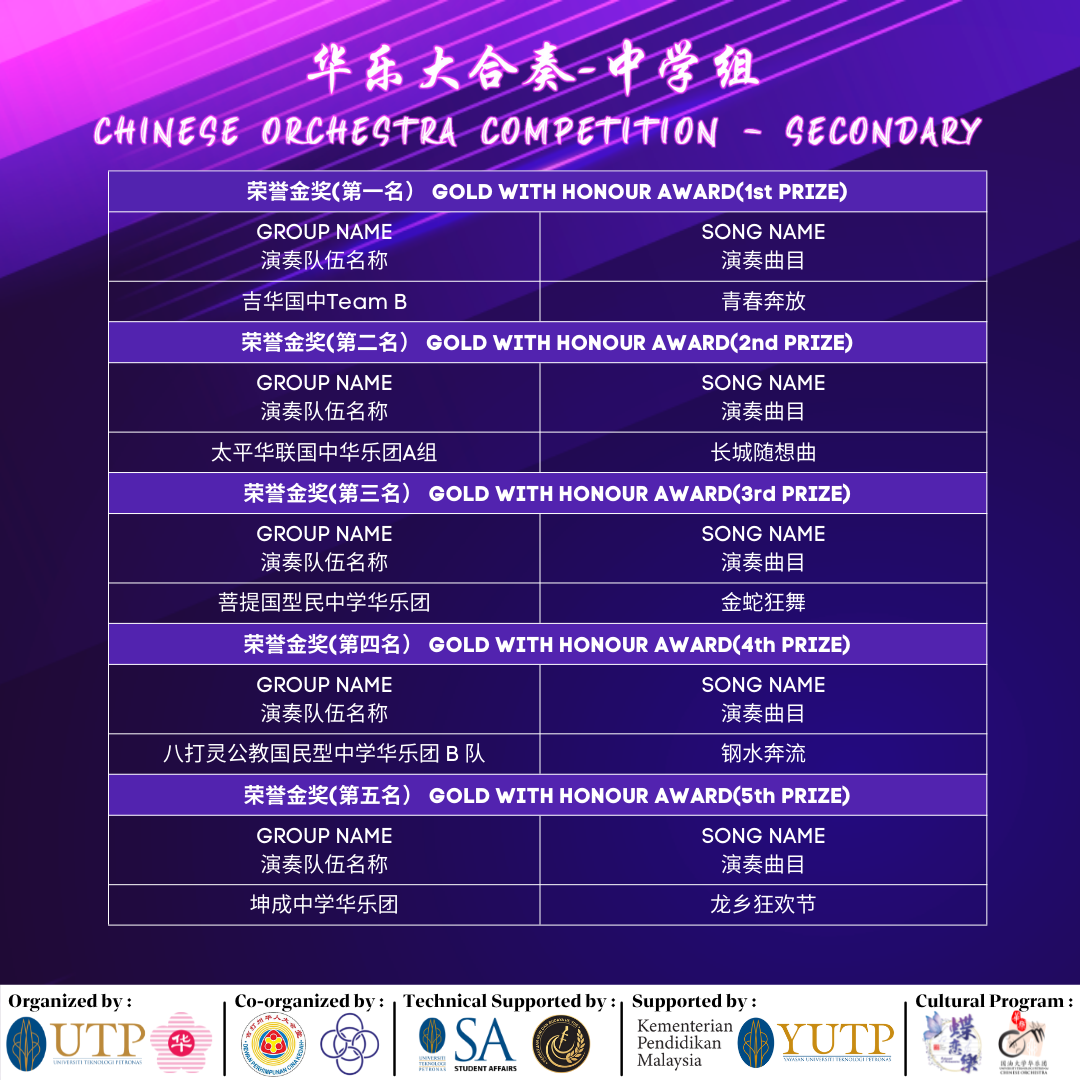 华乐大合奏-中学组
CHINESE ORCHESTRA COMPETITION - SECONDARY
荣誉金奖(第一名） GOLD WITH HONOUR AWARD(1st PRIZE)
GROUP NAME
演奏队伍名称
SONG NAME
演奏曲目
吉华国中Team B
青春奔放
荣誉金奖(第二名） GOLD WITH HONOUR AWARD(2nd PRIZE)
GROUP NAME
演奏队伍名称
SONG NAME
演奏曲目
太平华联国中华乐团A组
长城随想曲
荣誉金奖(第三名） GOLD WITH HONOUR AWARD(3rd PRIZE)
GROUP NAME
演奏队伍名称
SONG NAME
演奏曲目
菩提国型民中学华乐团
金蛇狂舞
荣誉金奖(第四名） GOLD WITH HONOUR AWARD(4th PRIZE)
GROUP NAME
演奏队伍名称
SONG NAME
演奏曲目
八打灵公教国民型中学华乐团 B 队
钢水奔流
荣誉金奖(第五名） GOLD WITH HONOUR AWARD(5th PRIZE)
GROUP NAME
演奏队伍名称
SONG NAME
演奏曲目
坤成中学华乐团
龙乡狂欢节
Organized by :
UTP
UNIVERSITI TEKNOLOGI PETRONAS
华
Co-organized by :
Technical Supported by :
UNIVERSITI
TEKNOLOGI
PETRONAS
SA
STUDENT AFFAIRS
Supported by :
Kementerian
Pendidikan
Malaysia
YUTP
YAYASAN UNIVERSITI TEKNOLOGI PETRONAS
Cultural Program :
国油大学华乐团
CHINESE ORCHESTRA